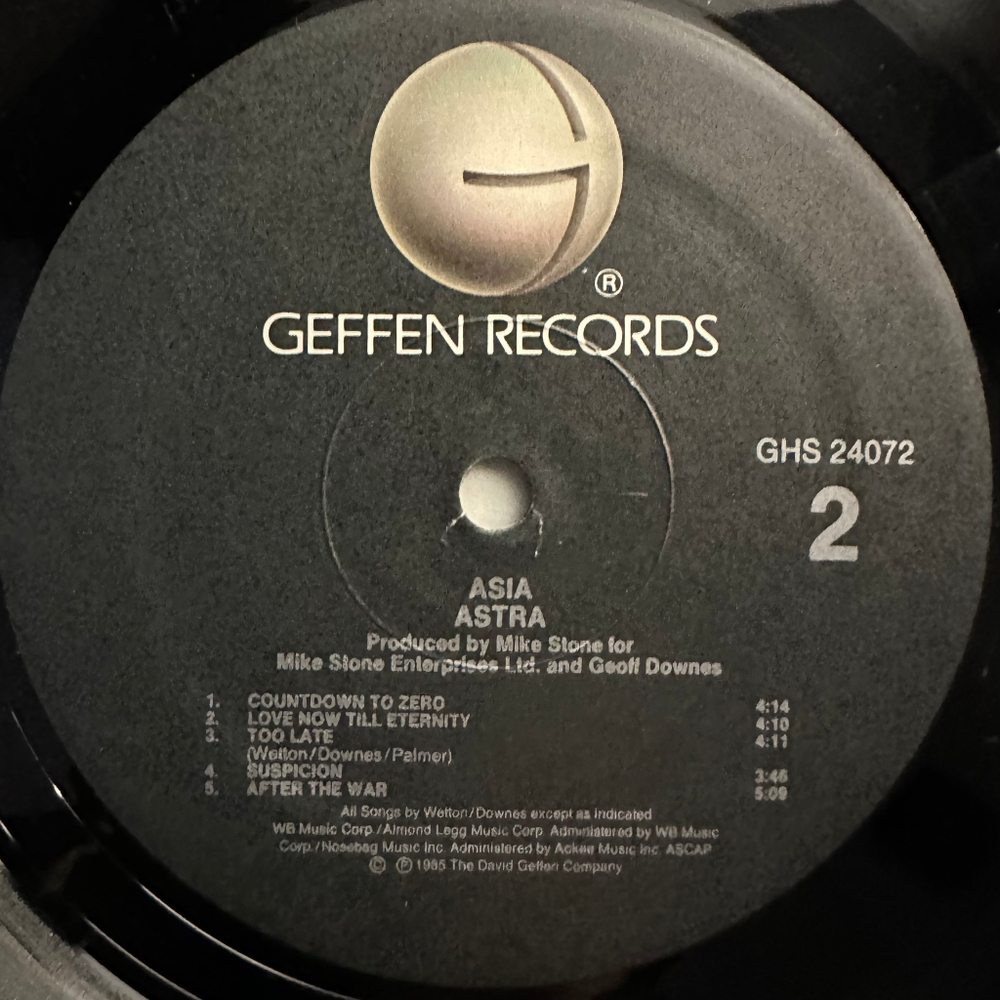 G
®
GEFFEN RECORDS
GHS 24072
2
ASIA
ASTRA
Produced by Mike Stone for
Mike Stone Enterprises Ltd. and Geoff Downes
1. COUNTDOWN TO ZERO 4:14
2. LOVE NOW TILL ETERNITY 4:10
3. TOO LATE 4:11
(Wetton/Downes/Palmer)
4. SUSPICION 3:46
5. AFTER THE WAR 5:09
All Songs by Wetton/Downes except as indicated
WB Music Corp./Almond Legg Music Corp. Administered by WB Music
Corp./Nosebag Music Inc. Administered by Ackee Music Inc. ASCAP
© ℗ 1985 The David Geffen Company